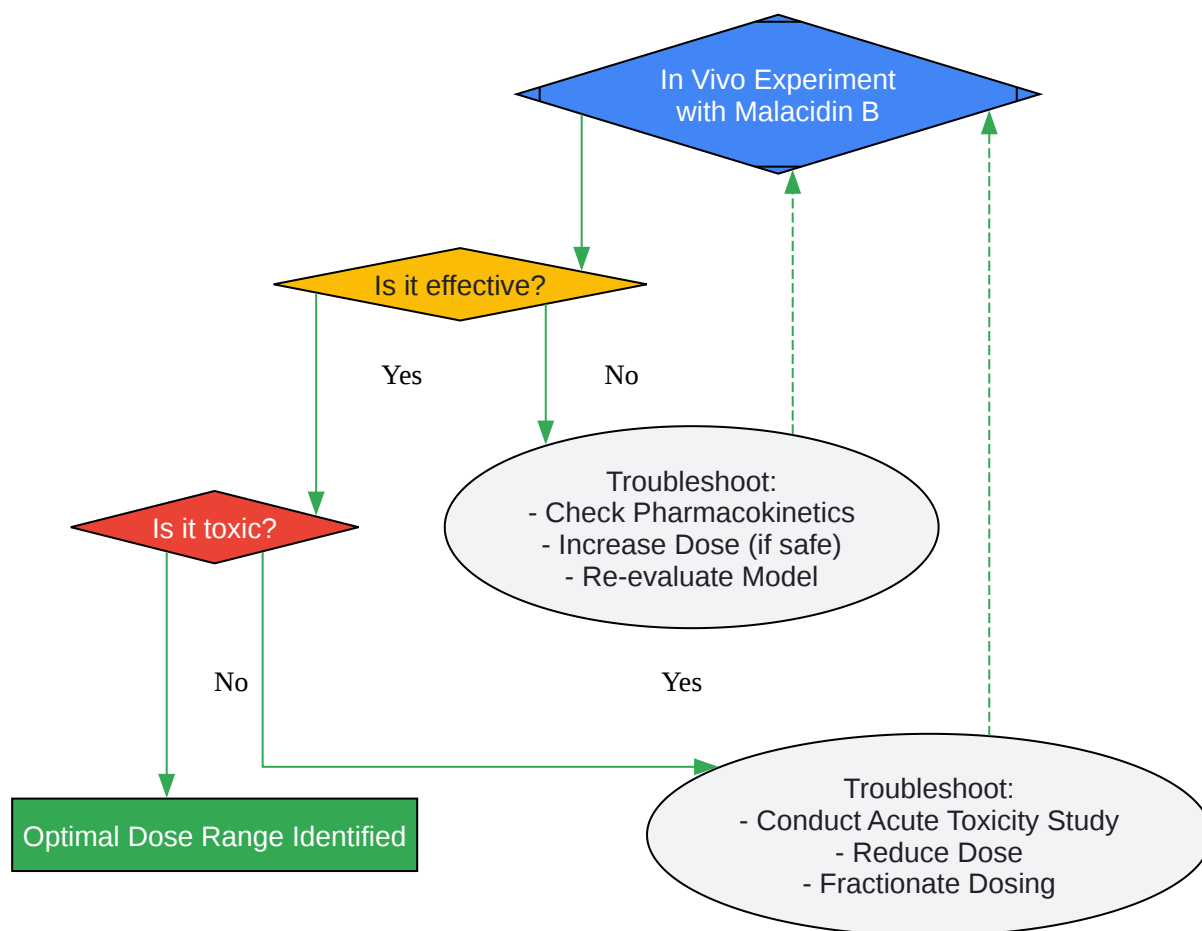 In Vivo Experiment
with Malacidin B
Is it effective?
Yes
No
Troubleshoot:
- Check Pharmacokinetics
- Increase Dose (if safe)
- Re-evaluate Model
Is it toxic?
No
Yes
Optimal Dose Range Identified
Troubleshoot:
- Conduct Acute Toxicity Study
- Reduce Dose
- Fractionate Dosing